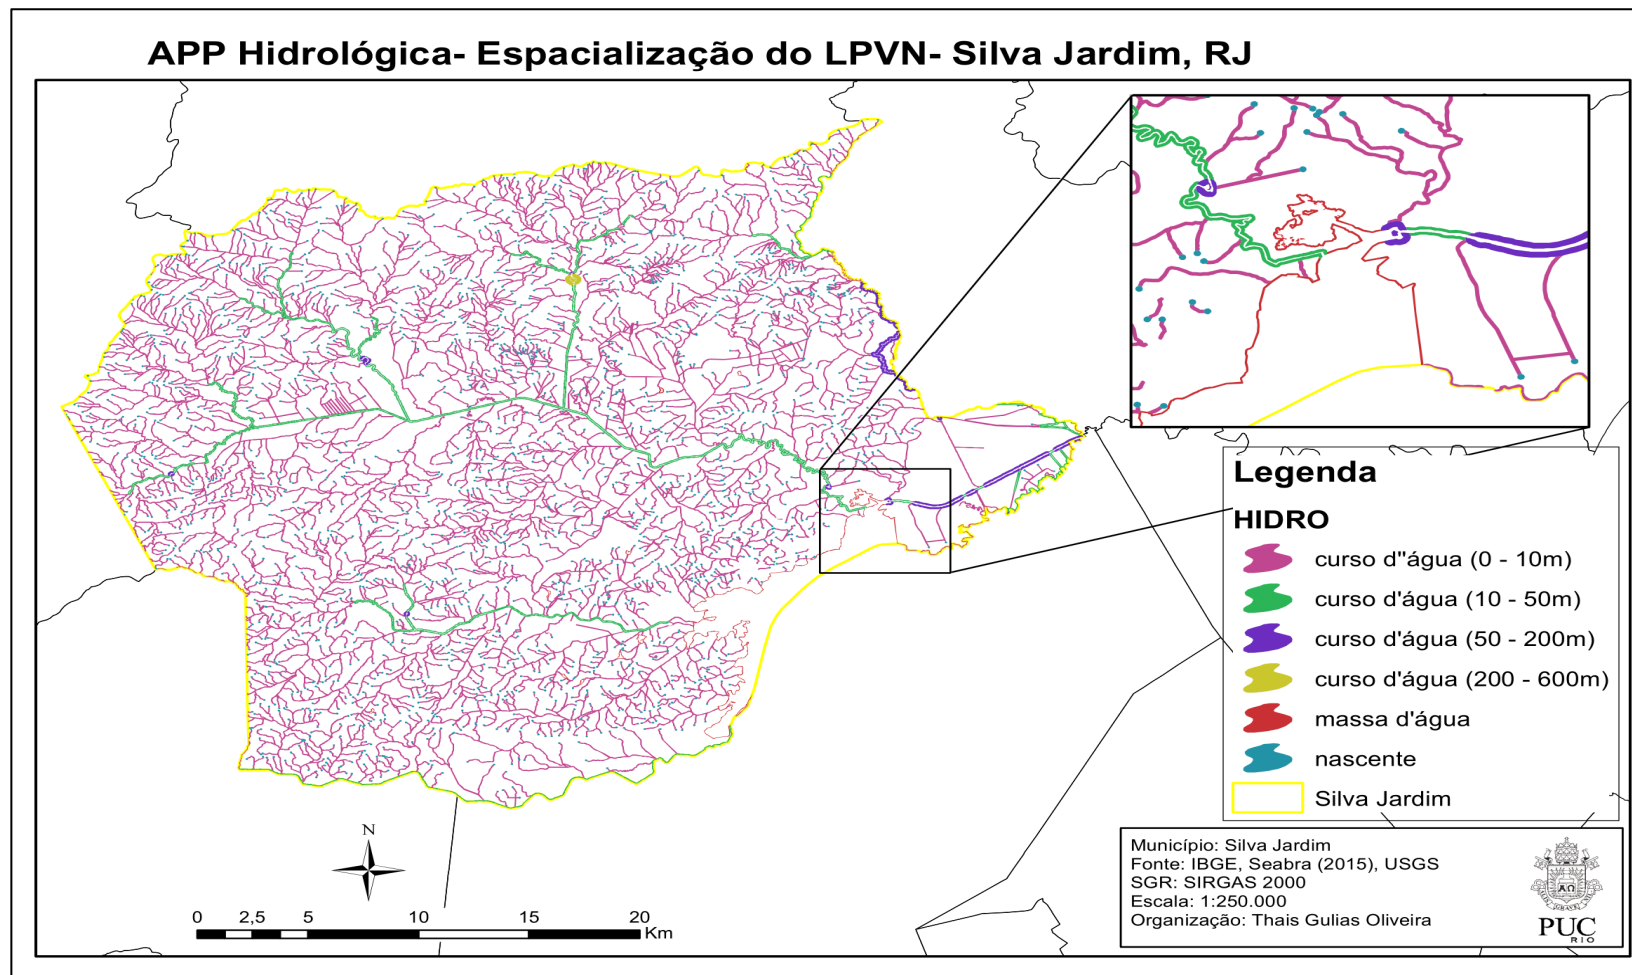 APP Hidrológica- Espacialização do LPVN- Silva Jardim, RJ
Legenda
HIDRO
curso d''água (0 - 10m)
curso d'água (10 - 50m)
curso d'água (50 - 200m)
curso d'água (200 - 600m)
massa d'água
nascente
Silva Jardim
N
0 2,5 5 10 15 20
Km
Município: Silva Jardim
Fonte: IBGE, Seabra (2015), USGS
SGR: SIRGAS 2000
Escala: 1:250.000
Organização: Thais Gulias Oliveira
PUC
RIO